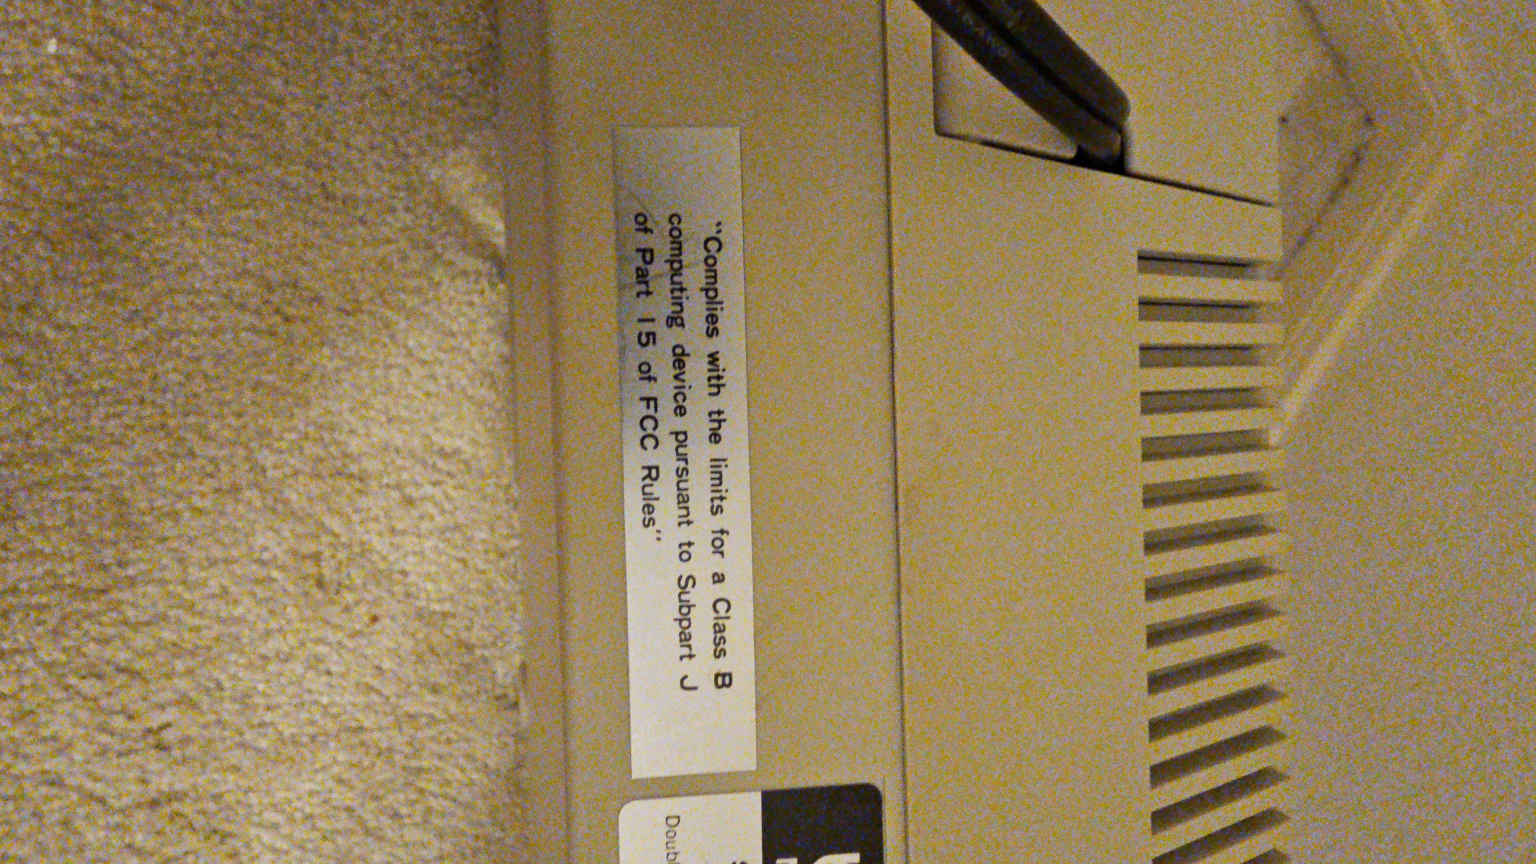 "Complies with the limits for a Class B
computing device pursuant to Subpart J
of Part 15 of FCC Rules"